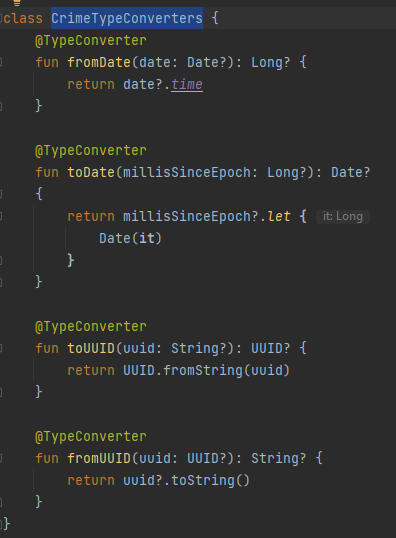 class CrimeTypeConverters {
    @TypeConverter
    fun fromDate(date: Date?): Long? {
        return date?.time
    }

    @TypeConverter
    fun toDate(millisSinceEpoch: Long?): Date?
    {
        return millisSinceEpoch?.let { it: Long
            Date(it)
        }
    }

    @TypeConverter
    fun toUUID(uuid: String?): UUID? {
        return UUID.fromString(uuid)
    }

    @TypeConverter
    fun fromUUID(uuid: UUID?): String? {
        return uuid?.toString()
    }
}